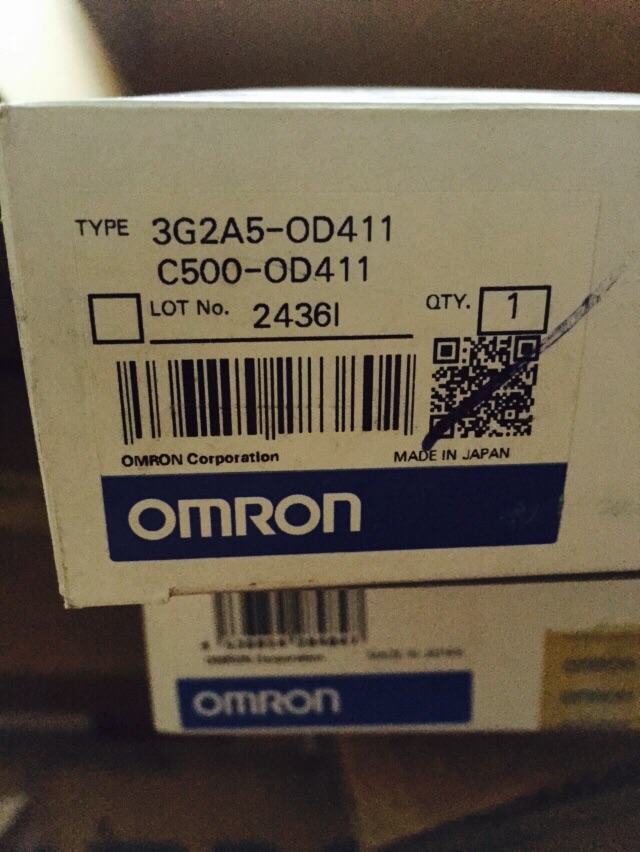 TYPE 3G2A5-OD411
C500-OD411
LOT No. 2436I
QTY. 1
OMRON Corporation
MADE IN JAPAN
OMRON
OMRON